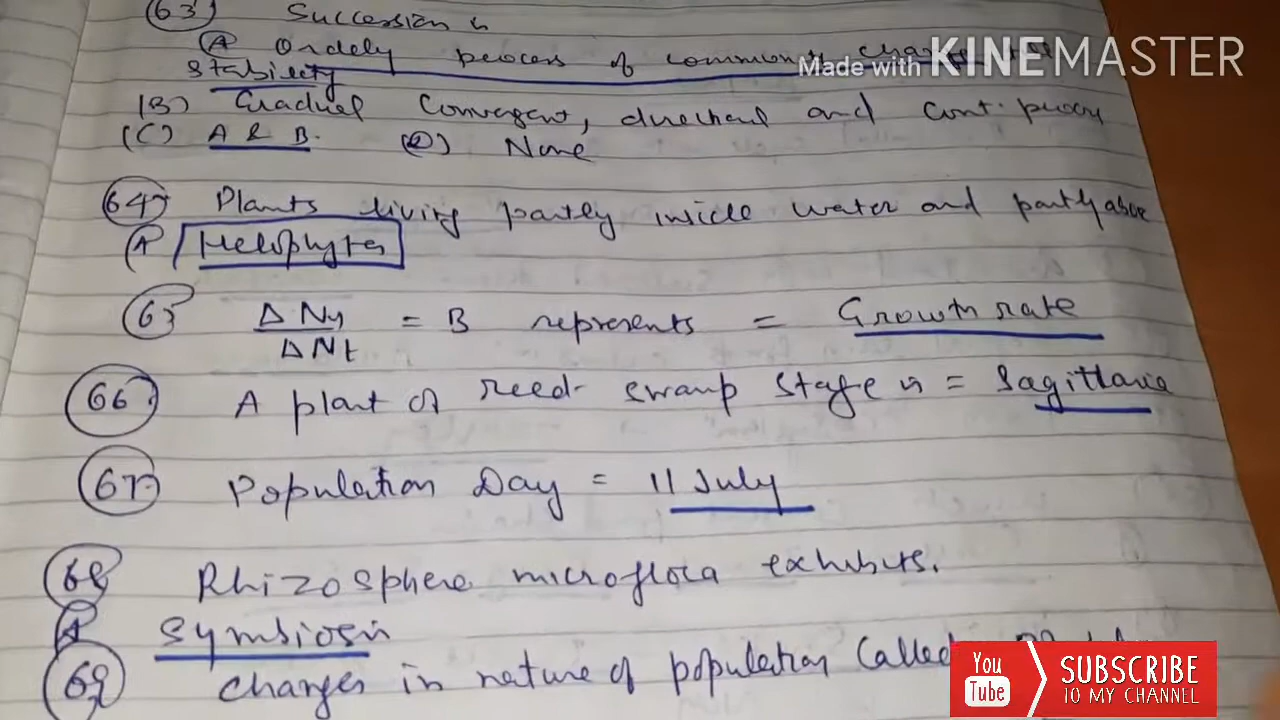 63) Succession is
(A) Ordely process of commun
Made with KINEMASTER
stability
(B) Gradual Convergent, directional and cont. process
(C) A & B. (D) None
64) Plants living partly inside water and partly above
(A) Helophytes
65 ΔNy/ΔNt = B represents = Growth rate
66) A plant of reed-swamp stage is = Sagittaria
67) Population Day = 11 July
68) Rhizosphere microflora exhibits.
(A) Symbiosis
69 changes in nature of population called
You Tube
SUBSCRIBE
TO MY CHANNEL